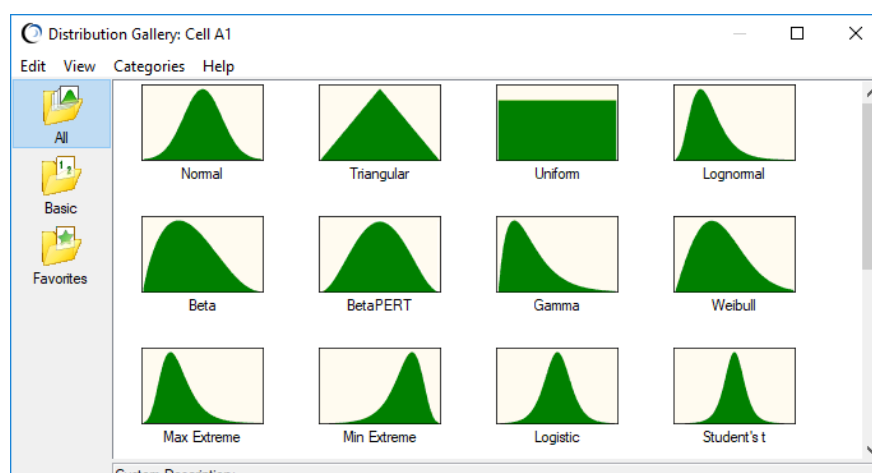 Distribution Gallery: Cell A1
Edit View Categories Help
All
Basic
Favorites
Normal Triangular Uniform Lognormal
Beta BetaPERT Gamma Weibull
Max Extreme Min Extreme Logistic Student's t